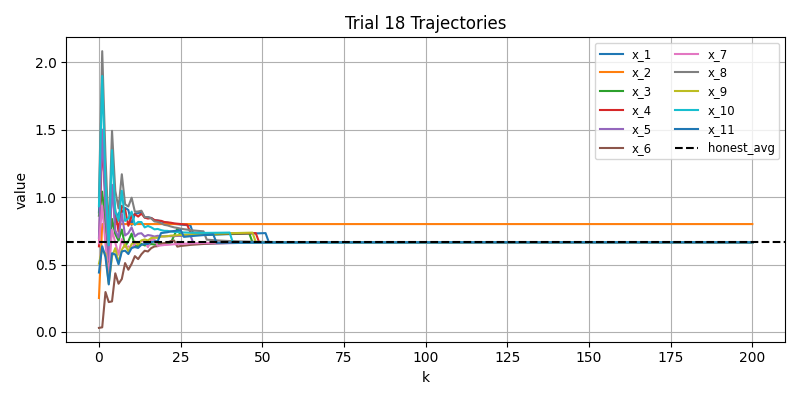 Trial 18 Trajectories
value
2.0
1.5
1.0
0.5
0.0
x_1
x_2
x_3
x_4
x_5
x_6
x_7
x_8
x_9
x_10
x_11
honest_avg
0 25 50 75 100 125 150 175 200
k